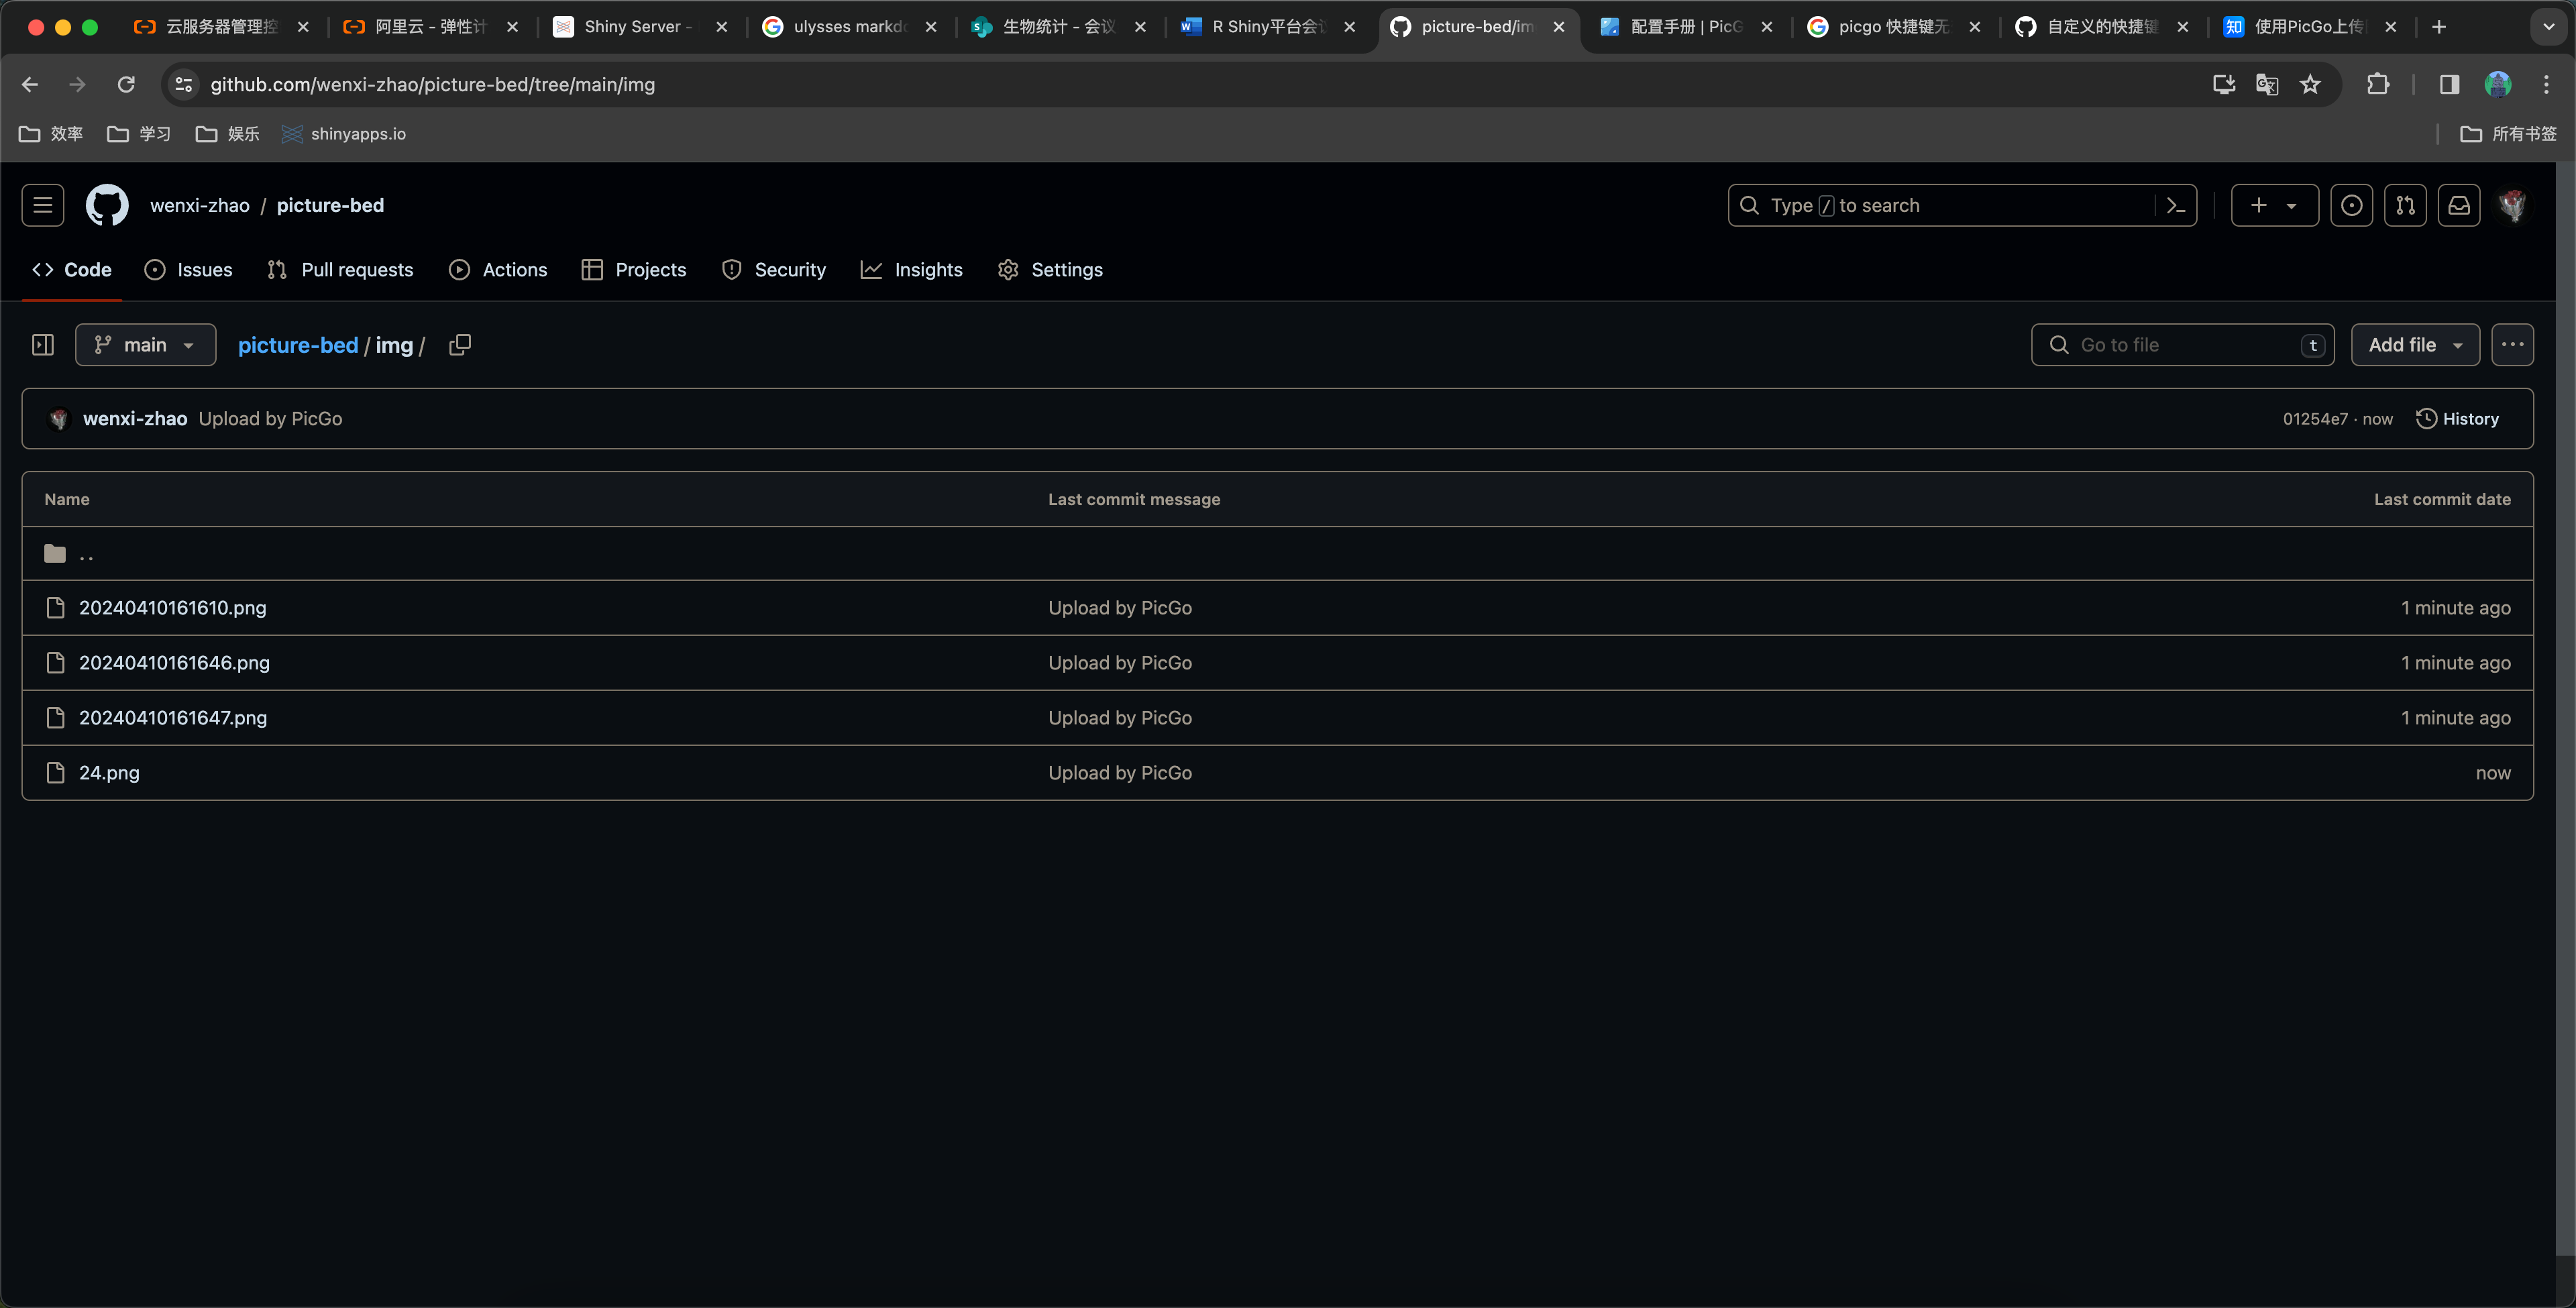 云服务器管理控 阿里云 - 弹性计 Shiny Server - ulysses markdo 生物统计 - 会议 R Shiny平台会议 picture-bed/im 配置手册 | PicG picgo 快捷键无 自定义的快捷键 使用PicGo上传
github.com/wenxi-zhao/picture-bed/tree/main/img
效率 学习 娱乐 shinyapps.io 所有书签
wenxi-zhao / picture-bed Type / to search
Code Issues Pull requests Actions Projects Security Insights Settings
main picture-bed / img / Go to file t Add file
wenxi-zhao Upload by PicGo 01254e7 · now History
Name Last commit message Last commit date
..
20240410161610.png Upload by PicGo 1 minute ago
20240410161646.png Upload by PicGo 1 minute ago
20240410161647.png Upload by PicGo 1 minute ago
24.png Upload by PicGo now